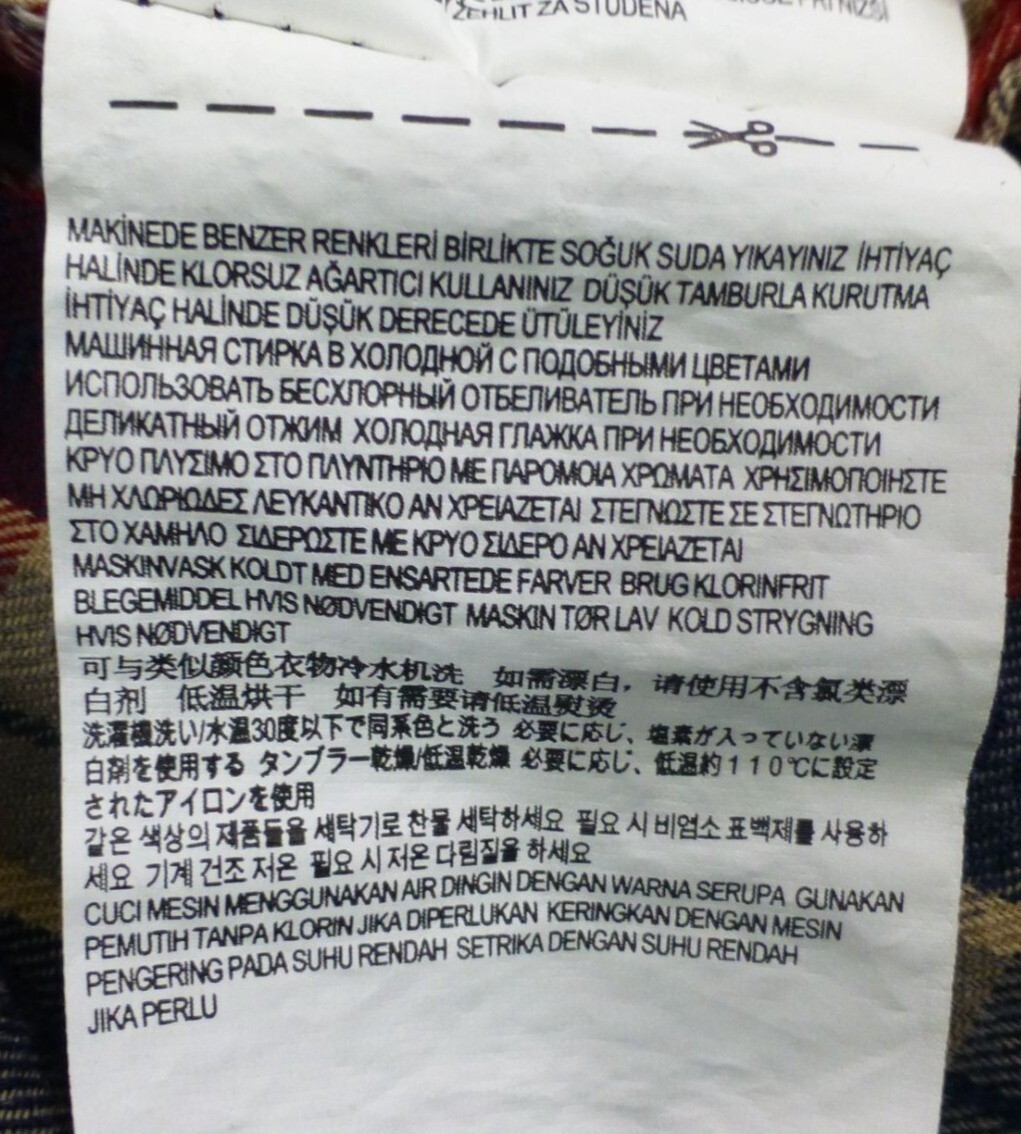 ŽEHLIT ZA STUDENA
MAKİNEDE BENZER RENKLERİ BİRLİKTE SOĞUK SUDA YIKAYINIZ İHTİYAÇ
HALİNDE KLORSUZ AĞARTICI KULLANINIZ DÜŞÜK TAMBURLA KURUTMA
İHTİYAÇ HALİNDE DÜŞÜK DERECEDE ÜTÜLEYİNİZ
МАШИННАЯ СТИРКА В ХОЛОДНОЙ С ПОДОБНЫМИ ЦВЕТАМИ
ИСПОЛЬЗОВАТЬ БЕСХЛОРНЫЙ ОТБЕЛИВАТЕЛЬ ПРИ НЕОБХОДИМОСТИ
ДЕЛИКАТНЫЙ ОТЖИМ ХОЛОДНАЯ ГЛАЖКА ПРИ НЕОБХОДИМОСТИ
ΚΡΥΟ ΠΛΥΣΙΜΟ ΣΤΟ ΠΛΥΝΤΗΡΙΟ ΜΕ ΠΑΡΟΜΟΙΑ ΧΡΩΜΑΤΑ ΧΡΗΣΙΜΟΠΟΙΗΣΤΕ
ΜΗ ΧΛΩΡΙΩΔΕΣ ΛΕΥΚΑΝΤΙΚΟ ΑΝ ΧΡΕΙΑΖΕΤΑΙ ΣΤΕΓΝΩΣΤΕ ΣΕ ΣΤΕΓΝΩΤΗΡΙΟ
ΣΤΟ ΧΑΜΗΛΟ ΣΙΔΕΡΩΣΤΕ ΜΕ ΚΡΥΟ ΣΙΔΕΡΟ ΑΝ ΧΡΕΙΑΖΕΤΑΙ
MASKINVASK KOLDT MED ENSARTEDE FARVER BRUG KLORINFRIT
BLEGEMIDDEL HVIS NØDVENDIGT MASKIN TØR LAV KOLD STRYGNING
HVIS NØDVENDIGT
可与类似颜色衣物冷水机洗 如需漂白，请使用不含氯类漂
白剂 低温烘干 如有需要请低温熨烫
洗濯機洗い/水温30度以下で同系色と洗う 必要に応じ、塩素が入っていない漂
白剤を使用する タンブラー乾燥/低温乾燥 必要に応じ、低温約１１０℃に設定
されたアイロンを使用
같은 색상의 제품들을 세탁기로 찬물 세탁하세요 필요 시 비염소 표백제를 사용하
세요 기계 건조 저온 필요 시 저온 다림질을 하세요
CUCI MESIN MENGGUNAKAN AIR DINGIN DENGAN WARNA SERUPA GUNAKAN
PEMUTIH TANPA KLORIN JIKA DIPERLUKAN KERINGKAN DENGAN MESIN
PENGERING PADA SUHU RENDAH SETRIKA DENGAN SUHU RENDAH
JIKA PERLU